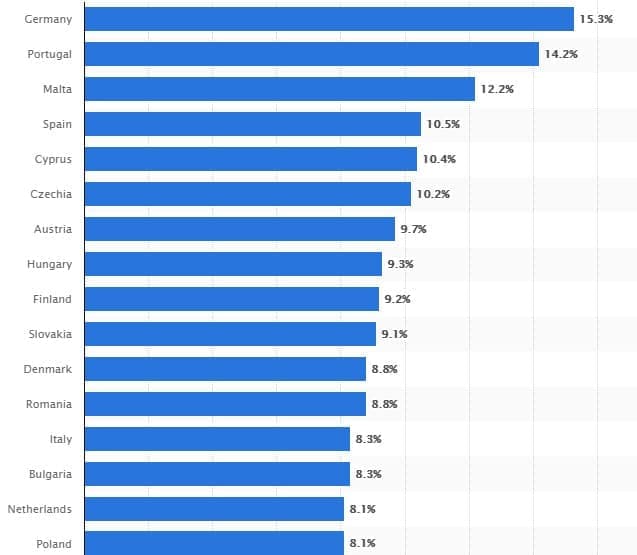 Germany 15.3%
Portugal 14.2%
Malta 12.2%
Spain 10.5%
Cyprus 10.4%
Czechia 10.2%
Austria 9.7%
Hungary 9.3%
Finland 9.2%
Slovakia 9.1%
Denmark 8.8%
Romania 8.8%
Italy 8.3%
Bulgaria 8.3%
Netherlands 8.1%
Poland 8.1%